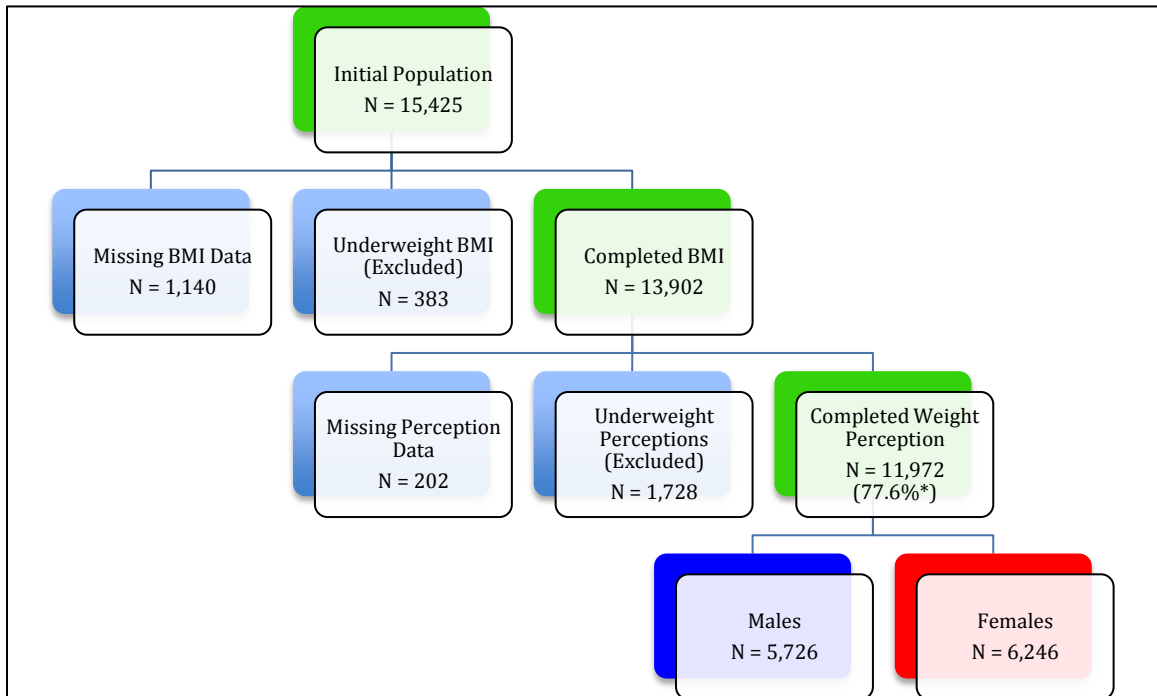 Initial Population
N = 15,425
Missing BMI Data
N = 1,140
Underweight BMI
(Excluded)
N = 383
Completed BMI
N = 13,902
Missing Perception
Data
N = 202
Underweight
Perceptions
(Excluded)
N = 1,728
Completed Weight
Perception
N = 11,972
(77.6%*)
Males
N = 5,726
Females
N = 6,246